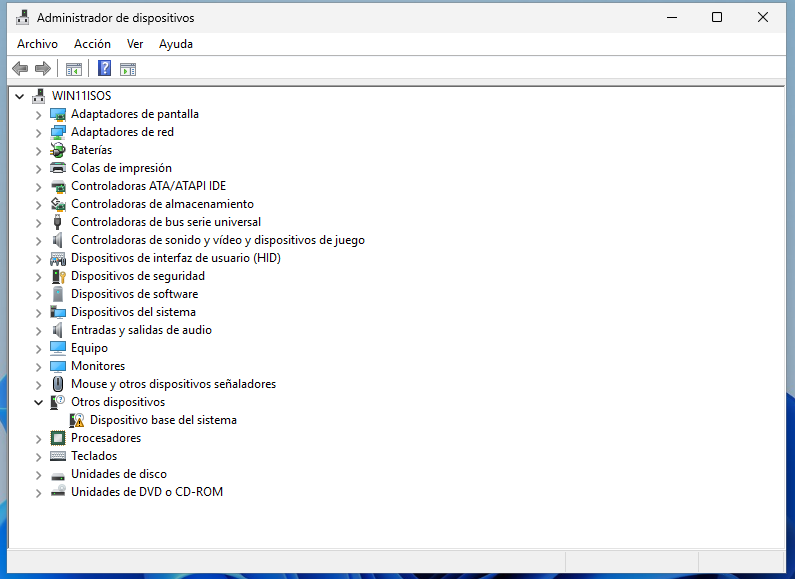 Administrador de dispositivos
Archivo Acción Ver Ayuda
WIN11ISOS
Adaptadores de pantalla
Adaptadores de red
Baterías
Colas de impresión
Controladoras ATA/ATAPI IDE
Controladoras de almacenamiento
Controladoras de bus serie universal
Controladoras de sonido y vídeo y dispositivos de juego
Dispositivos de interfaz de usuario (HID)
Dispositivos de seguridad
Dispositivos de software
Dispositivos del sistema
Entradas y salidas de audio
Equipo
Monitores
Mouse y otros dispositivos señaladores
Otros dispositivos
Dispositivo base del sistema
Procesadores
Teclados
Unidades de disco
Unidades de DVD o CD-ROM